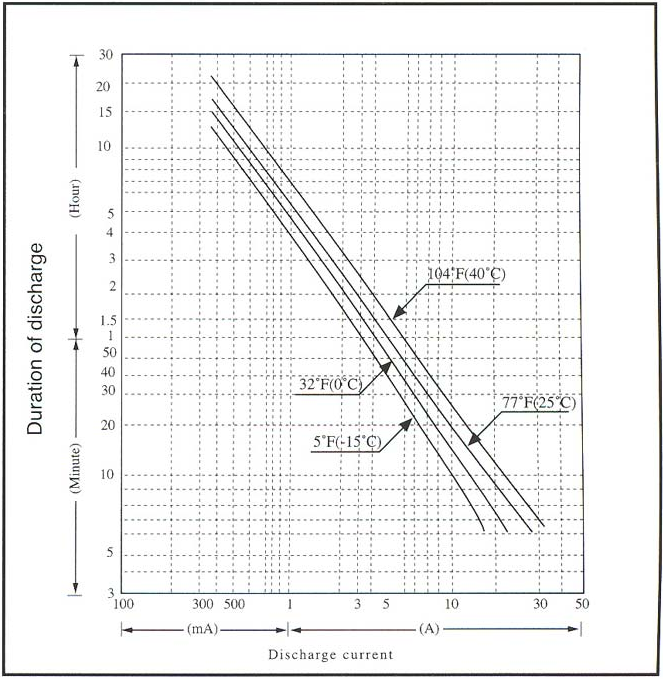 30
20
15
10
5
4
3
2
1.5
1
50
40
30
20
10
5
3
(Hour)
(Minute)
Duration of discharge
104°F(40°C)
32°F(0°C)
77°F(25°C)
5°F(-15°C)
100 300 500 1 3 5 10 30 50
(mA) (A)
Discharge current